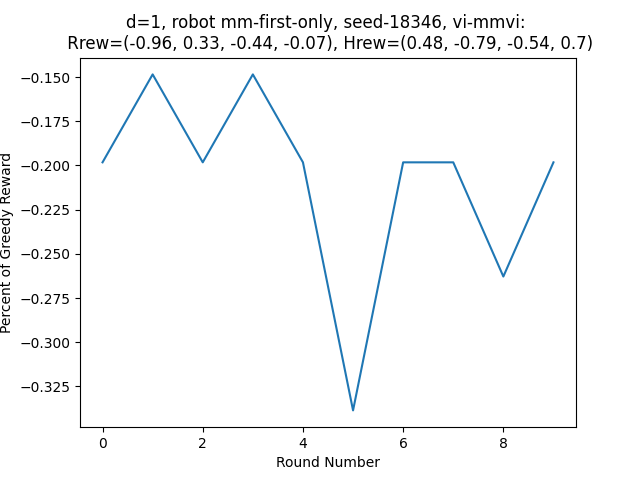 d=1, robot mm-first-only, seed-18346, vi-mmvi:
Rrew=(-0.96, 0.33, -0.44, -0.07), Hrew=(0.48, -0.79, -0.54, 0.7)
−0.150
−0.175
−0.200
−0.225
−0.250
−0.275
−0.300
−0.325
Percent of Greedy Reward
0 2 4 6 8
Round Number